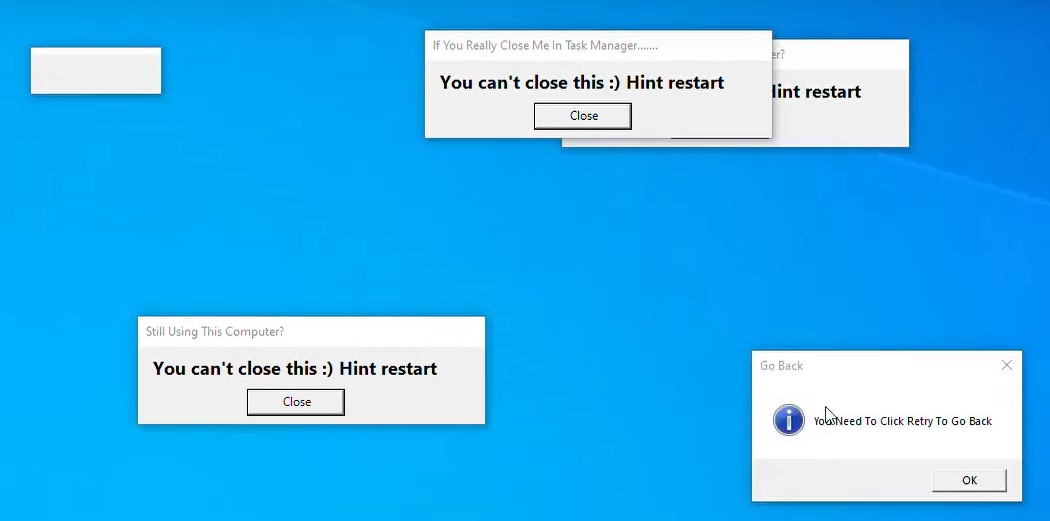 If You Really Close Me In Task Manager.......
er?
You can't close this :) Hint restart
Hint restart
Close
Still Using This Computer?
You can't close this :) Hint restart
Close
Go Back
You Need To Click Retry To Go Back
OK